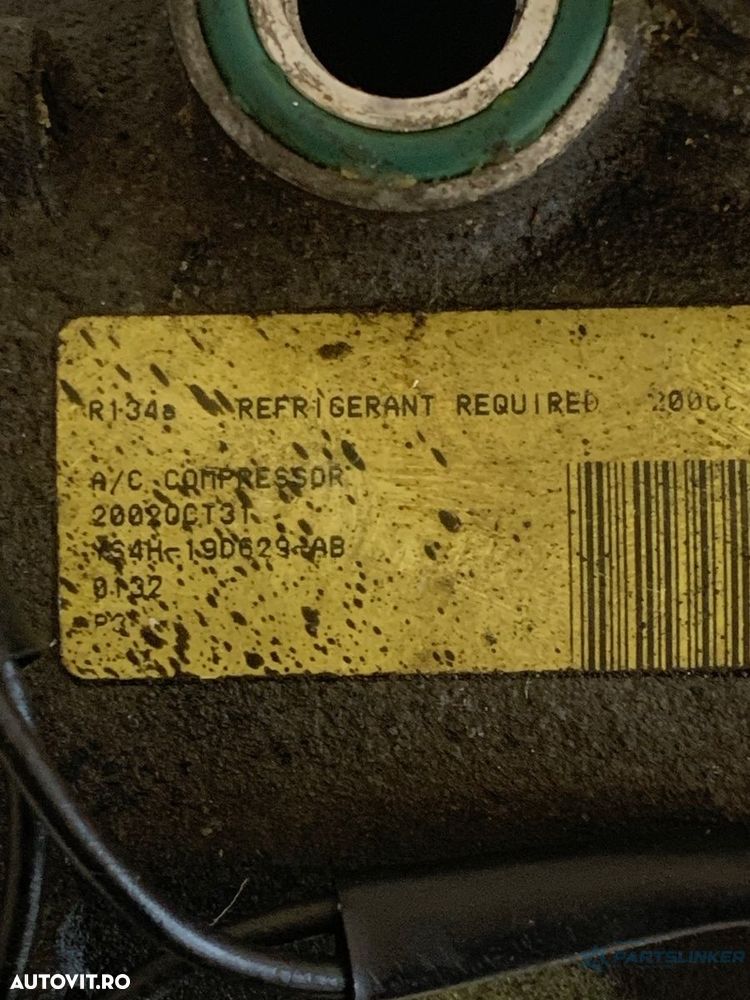 R134a REFRIGERANT REQUIRED
A/C COMPRESSOR
2002OCT31
YS4H-19D629-AB
0132
AUTOVIT.RO
PARTSLINKER